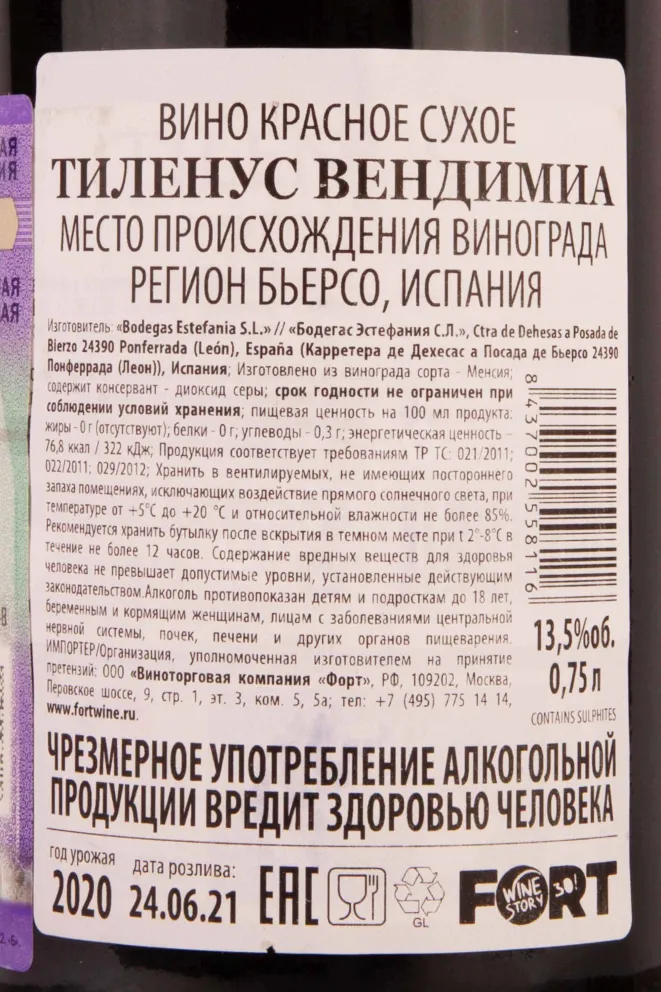 ВИНО КРАСНОЕ СУХОЕ
ТИЛЕНУС ВЕНДИМИА
МЕСТО ПРОИСХОЖДЕНИЯ ВИНОГРАДА
РЕГИОН БЬЕРСО, ИСПАНИЯ
Изготовитель: «Bodegas Estefania S.L.» // «Бодегас Эстефания С.Л.», Ctra de Dehesas a Posada de
Bierzo 24390 Ponferrada (León), España (Карретера де Дехесас а Посада де Бьерсо 24390
Понферрада (Леон)), Испания; Изготовлено из винограда сорта - Менсия;
содержит консервант - диоксид серы; срок годности не ограничен при
соблюдении условий хранения; пищевая ценность на 100 мл продукта:
жиры - 0 г (отсутствуют); белки - 0 г; углеводы - 0,3 г; энергетическая ценность –
76,8 ккал / 322 кДж; Продукция соответствует требованиям ТР ТС: 021/2011;
022/2011; 029/2012; Хранить в вентилируемых, не имеющих постороннего
запаха помещениях, исключающих воздействие прямого солнечного света, при
температуре от +5°С до +20 °С и относительной влажности не более 85%.
Рекомендуется хранить бутылку после вскрытия в темном месте при t 2°-8°С в
течение не более 12 часов. Содержание вредных веществ для здоровья
человека не превышает допустимые уровни, установленные действующим
законодательством.Алкоголь противопоказан детям и подросткам до 18 лет,
беременным и кормящим женщинам, лицам с заболеваниями центральной
нервной системы, почек, печени и других органов пищеварения.
ИМПОРТЕР/Организация, уполномоченная изготовителем на принятие
претензий: ООО «Виноторговая компания «Форт», РФ, 109202, Москва,
Перовское шоссе, 9, стр. 1, эт. 3, ком. 5, 5а; тел: +7 (495) 775 14 14,
www.fortwine.ru.
8 437002 558116
13,5%об.
0,75 л
CONTAINS SULPHITES
ЧРЕЗМЕРНОЕ УПОТРЕБЛЕНИЕ АЛКОГОЛЬНОЙ
ПРОДУКЦИИ ВРЕДИТ ЗДОРОВЬЮ ЧЕЛОВЕКА
год урожая дата розлива:
2020 24.06.21 EAC
GL
FORT
WINE STORY 30!